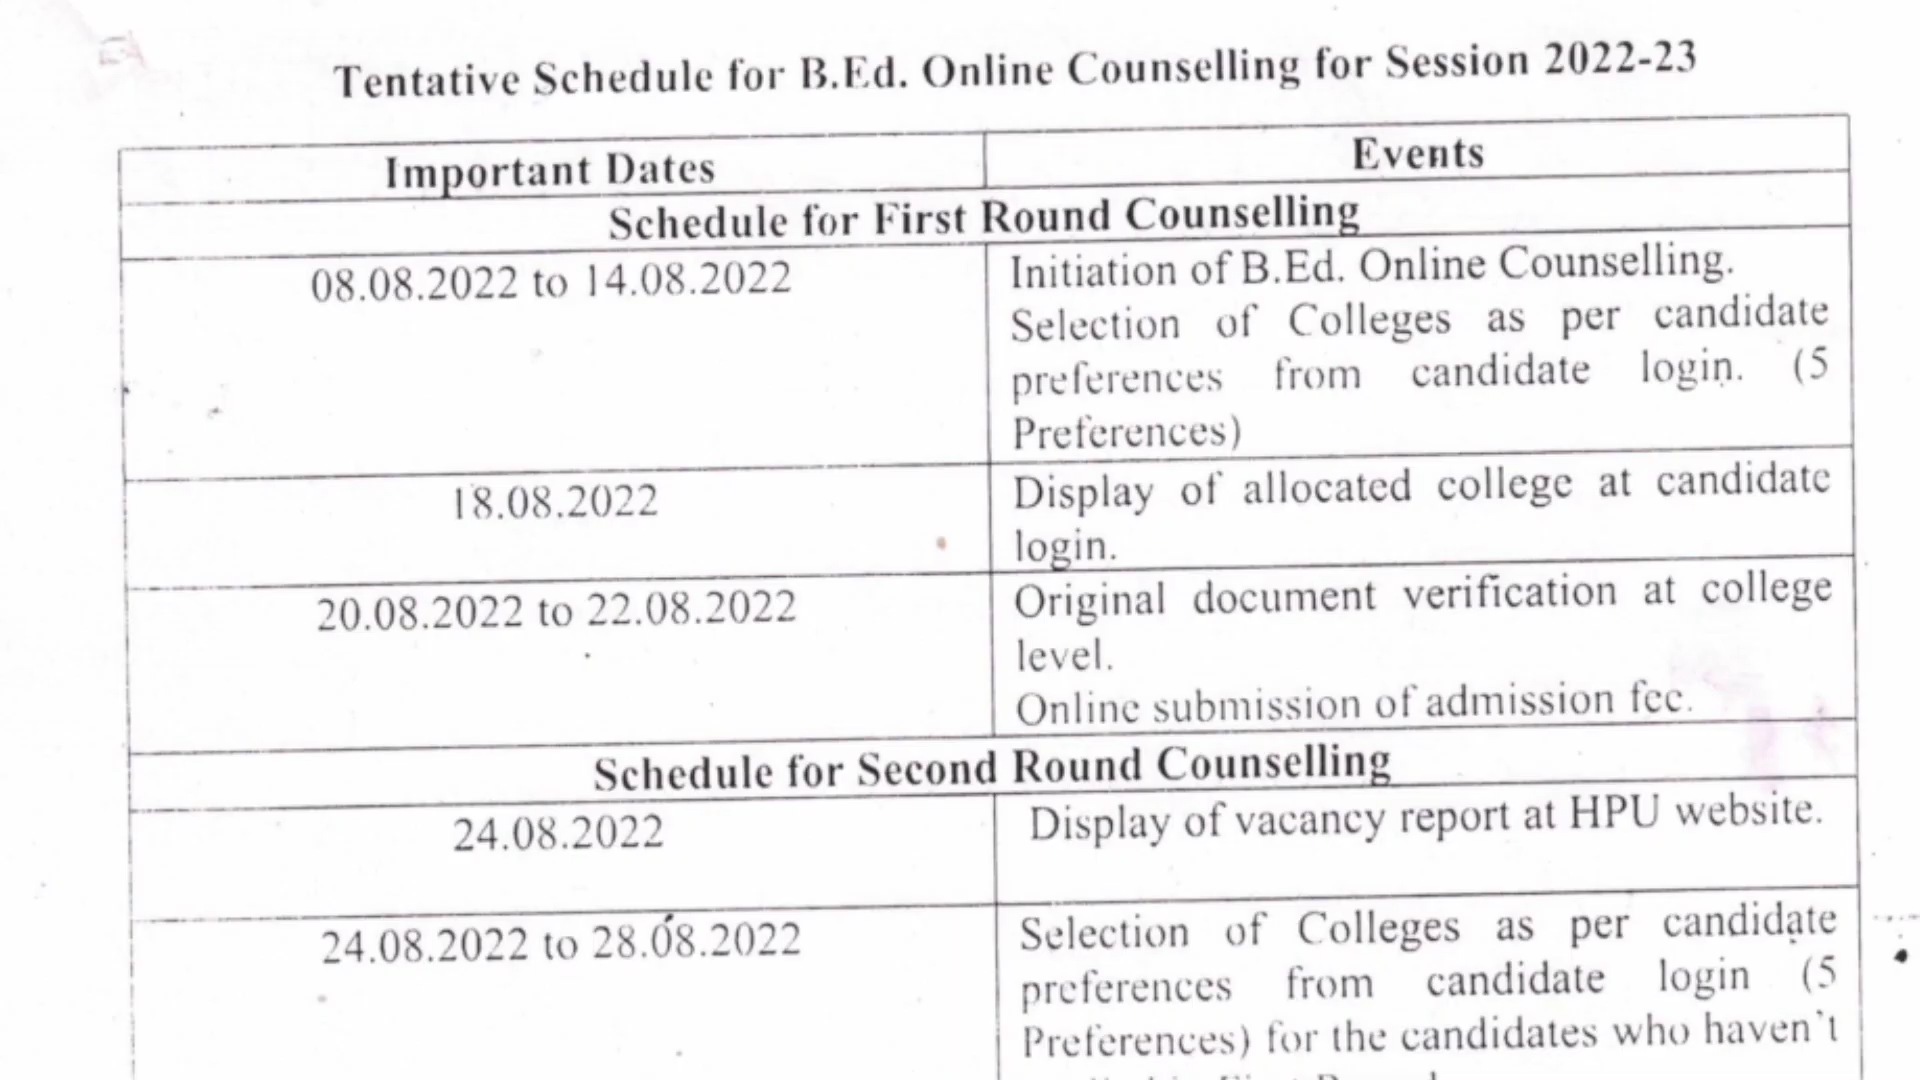 Tentative Schedule for B.Ed. Online Counselling for Session 2022-23
Important Dates Events
Schedule for First Round Counselling
08.08.2022 to 14.08.2022 Initiation of B.Ed. Online Counselling.
Selection of Colleges as per candidate
preferences from candidate login. (5
Preferences)
18.08.2022 Display of allocated college at candidate
login.
20.08.2022 to 22.08.2022 Original document verification at college
level.
Online submission of admission fee.
Schedule for Second Round Counselling
24.08.2022 Display of vacancy report at HPU website.
24.08.2022 to 28.08.2022 Selection of Colleges as per candidate
preferences from candidate login (5
Preferences) for the candidates who haven't